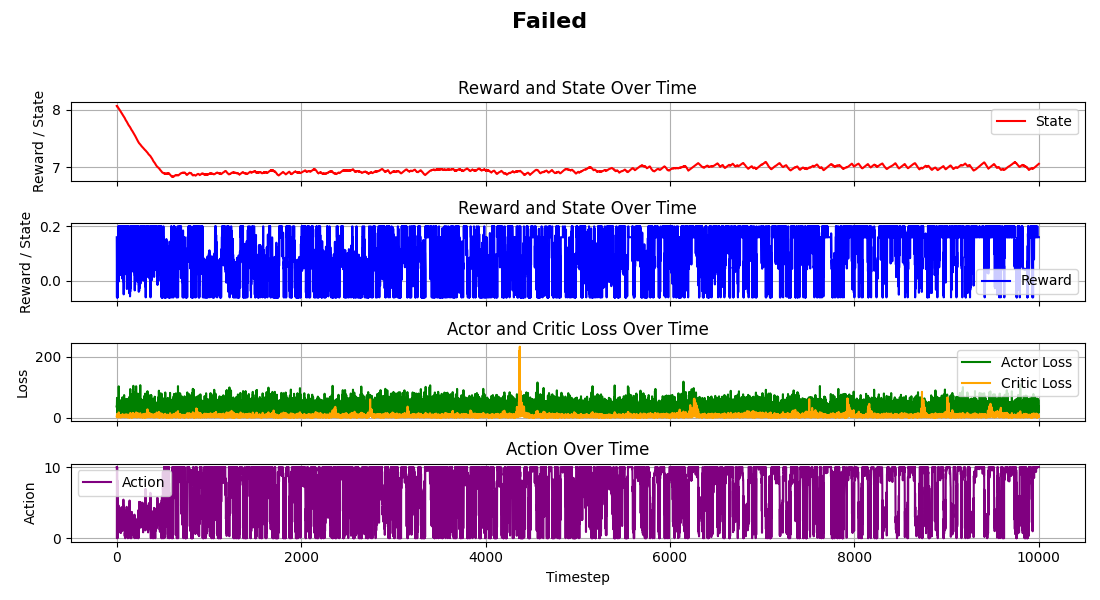 Failed
Reward and State Over Time
Reward / State
8
7
State
Reward and State Over Time
Reward / State
0.2
0.0
Reward
Actor and Critic Loss Over Time
Loss
200
0
Actor Loss
Critic Loss
Action Over Time
Action
10
0
Action
0 2000 4000 6000 8000 10000
Timestep